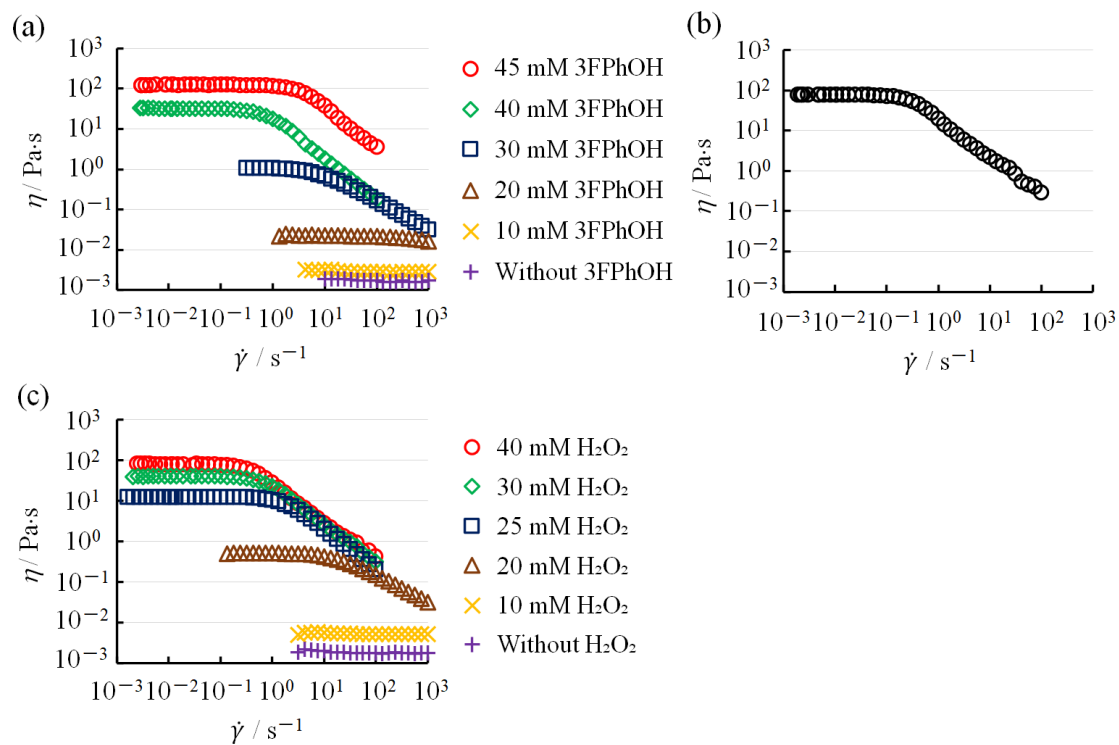 (a)
10³
10²
10¹
10⁰
10⁻¹
10⁻²
10⁻³
η / Pa·s
10⁻³ 10⁻² 10⁻¹ 10⁰ 10¹ 10² 10³
γ̇ / s⁻¹
45 mM 3FPhOH
40 mM 3FPhOH
30 mM 3FPhOH
20 mM 3FPhOH
10 mM 3FPhOH
Without 3FPhOH
(b)
10³
10²
10¹
10⁰
10⁻¹
10⁻²
10⁻³
η / Pa·s
10⁻³ 10⁻² 10⁻¹ 10⁰ 10¹ 10² 10³
γ̇ / s⁻¹
(c)
10³
10²
10¹
10⁰
10⁻¹
10⁻²
10⁻³
η / Pa·s
10⁻³ 10⁻² 10⁻¹ 10⁰ 10¹ 10² 10³
γ̇ / s⁻¹
40 mM H₂O₂
30 mM H₂O₂
25 mM H₂O₂
20 mM H₂O₂
10 mM H₂O₂
Without H₂O₂